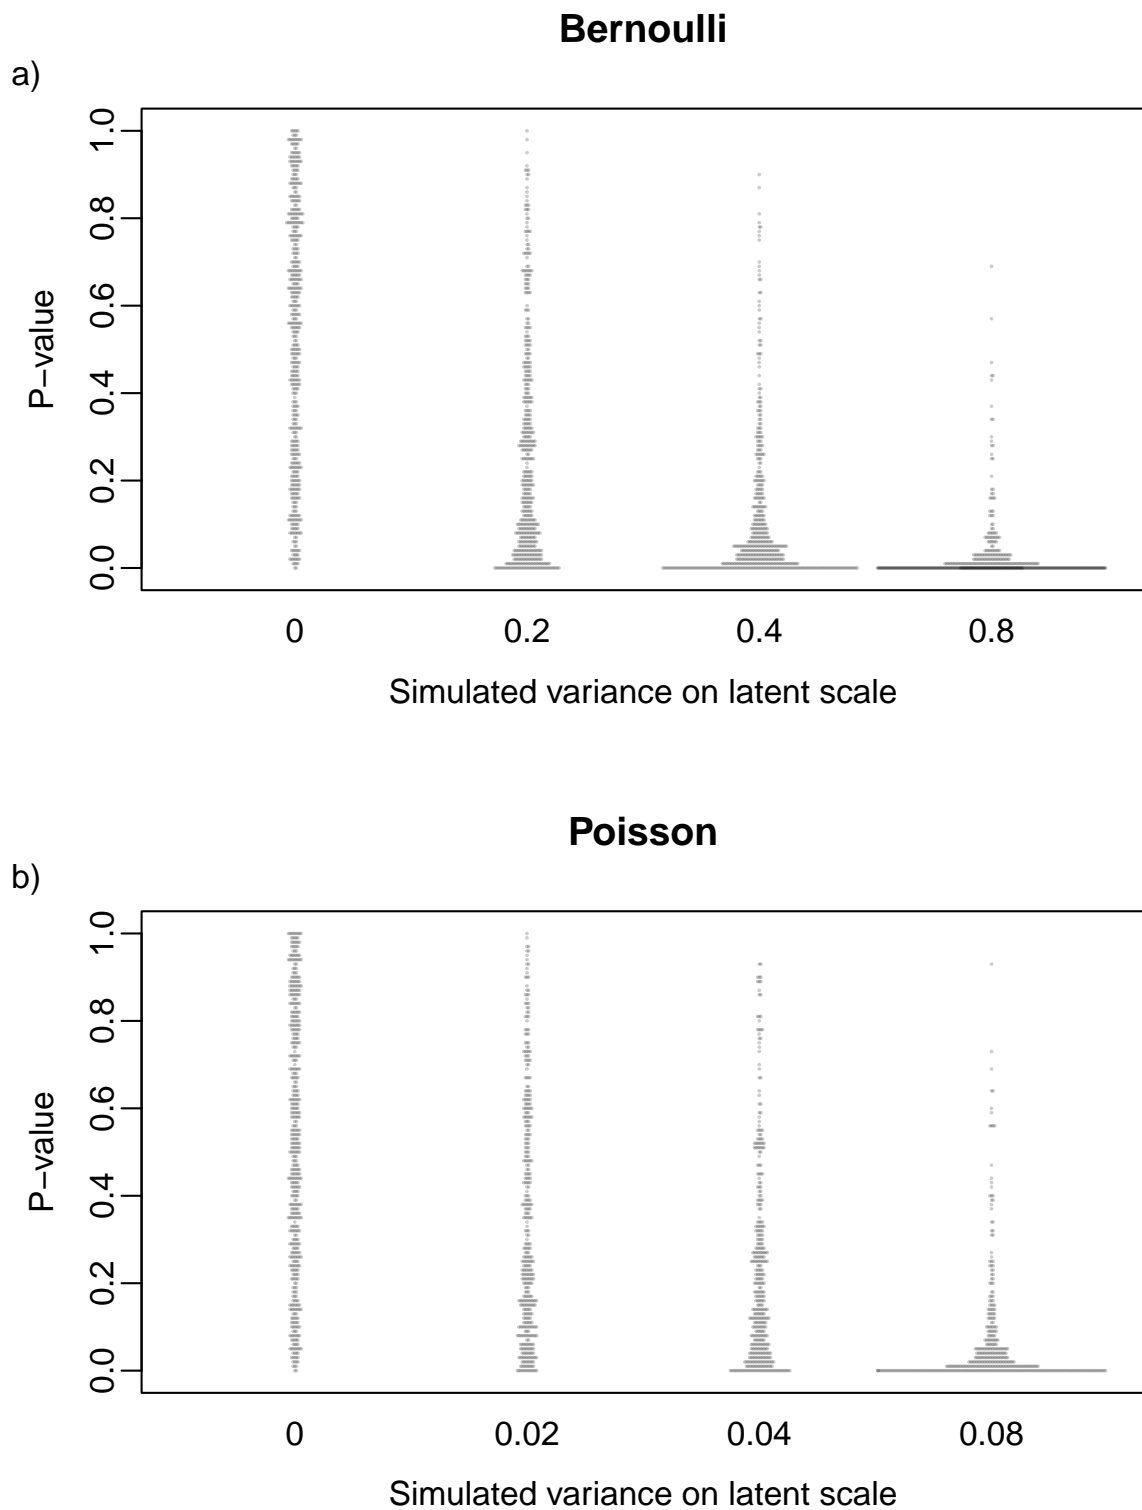 Bernoulli
a)
1.0
0.8
0.6
0.4
0.2
0.0
P−value
0 0.2 0.4 0.8
Simulated variance on latent scale
Poisson
b)
1.0
0.8
0.6
0.4
0.2
0.0
P−value
0 0.02 0.04 0.08
Simulated variance on latent scale